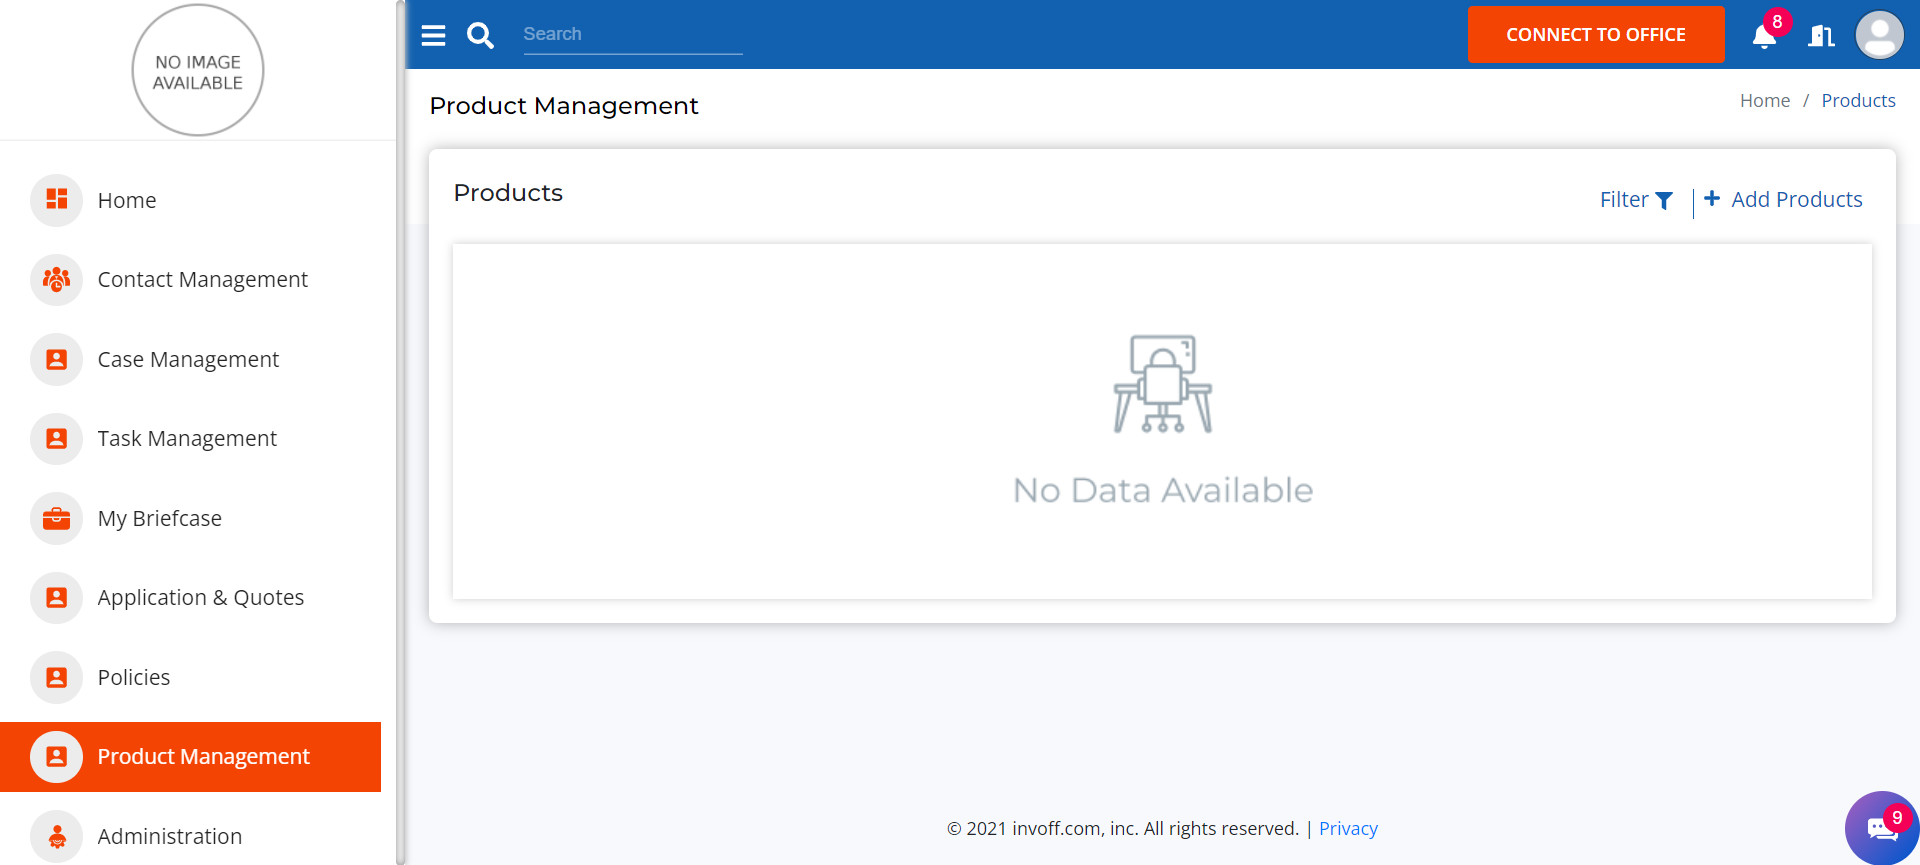 NO IMAGE
AVAILABLE
Home
Contact Management
Case Management
Task Management
My Briefcase
Application & Quotes
Policies
Product Management
Administration
Search
CONNECT TO OFFICE
8
Product Management
Home / Products
Products
Filter | + Add Products
No Data Available
© 2021 invoff.com, inc. All rights reserved. | Privacy
9